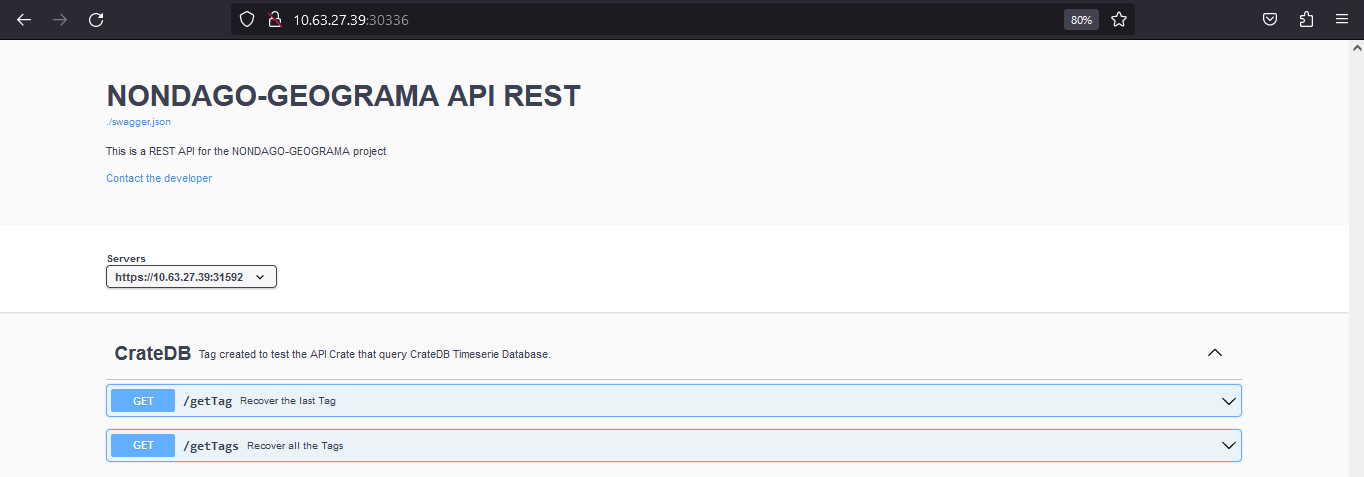 10.63.27.39:30336
80%
NONDAGO-GEOGRAMA API REST
./swagger.json
This is a REST API for the NONDAGO-GEOGRAMA project
Contact the developer
Servers
https://10.63.27.39:31592
CrateDB Tag created to test the API Crate that query CrateDB Timeserie Database.
GET /getTag Recover the last Tag
GET /getTags Recover all the Tags